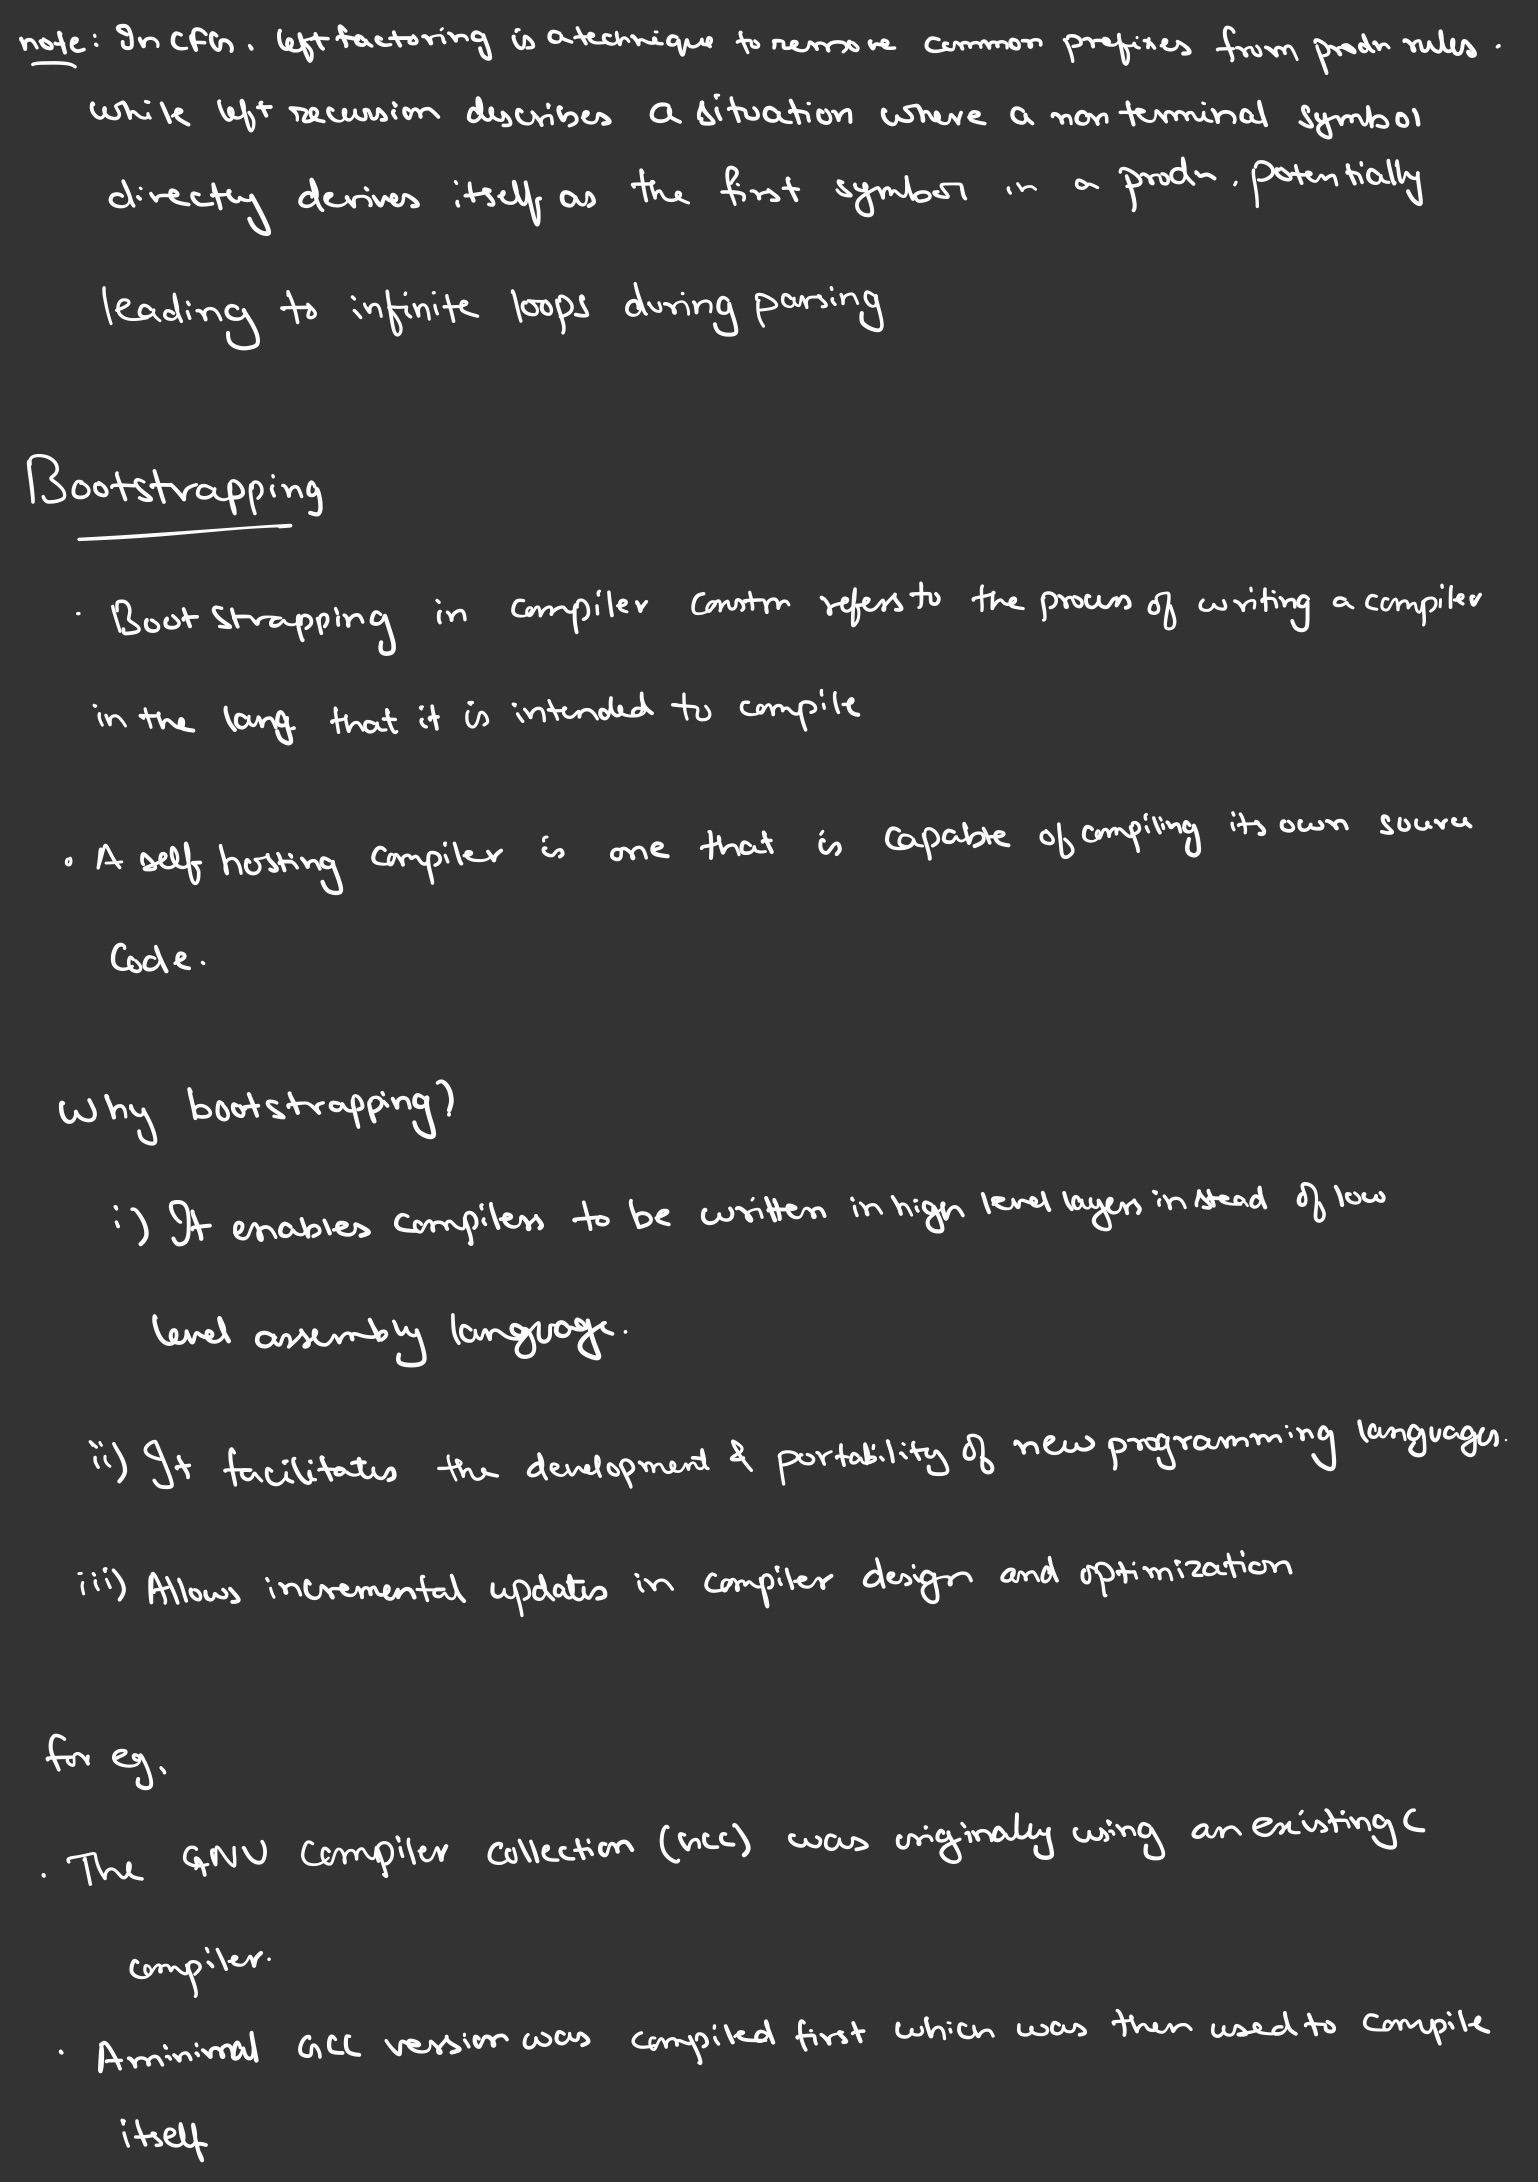 note: In CFG, left factoring is a technique to remove common prefixes from prodn rules.
while left recursion describes a situation where a non terminal symbol
directly derives itself as the first symbol in a prodn, potentially
leading to infinite loops during parsing
Bootstrapping
· Bootstrapping in compiler constrn refers to the process of writing a compiler
in the lang that it is intended to compile
• A self hosting compiler is one that is capable of compiling its own source
Code.
Why bootstrapping?
i) It enables compilers to be written in high level layers instead of low
level assembly language.
ii) It facilitates the development & portability of new programming languages.
iii) Allows incremental updates in compiler design and optimization
for eg,
· The GNU Compiler Collection (GCC) was originally using an existing C
compiler.
· A minimal GCC version was compiled first which was then used to compile
itself